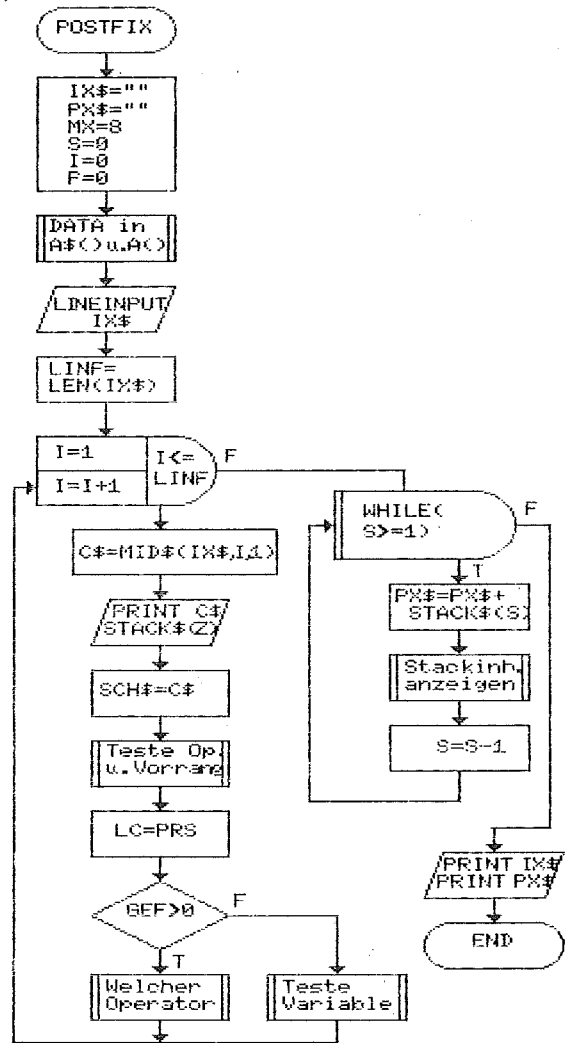 POSTFIX
IX$=""
PX$=""
MX=8
S=0
I=0
F=0
DATA in
A$()u.A()
LINEINPUT
IX$
LINF=
LEN(IX$)
I=1
I=I+1
I<=
LINF
F
C$=MID$(IX$,I,1)
PRINT C$
STACK$(Z)
SCH$=C$
Teste Op.
u.Vorrang
LC=PRS
GEF>0
F
T
Welcher
Operator
Teste
Variable
WHILE(
S>=1)
F
T
PX$=PX$+
STACK$(S)
Stackinh.
anzeigen
S=S-1
PRINT IX$
PRINT PX$
END